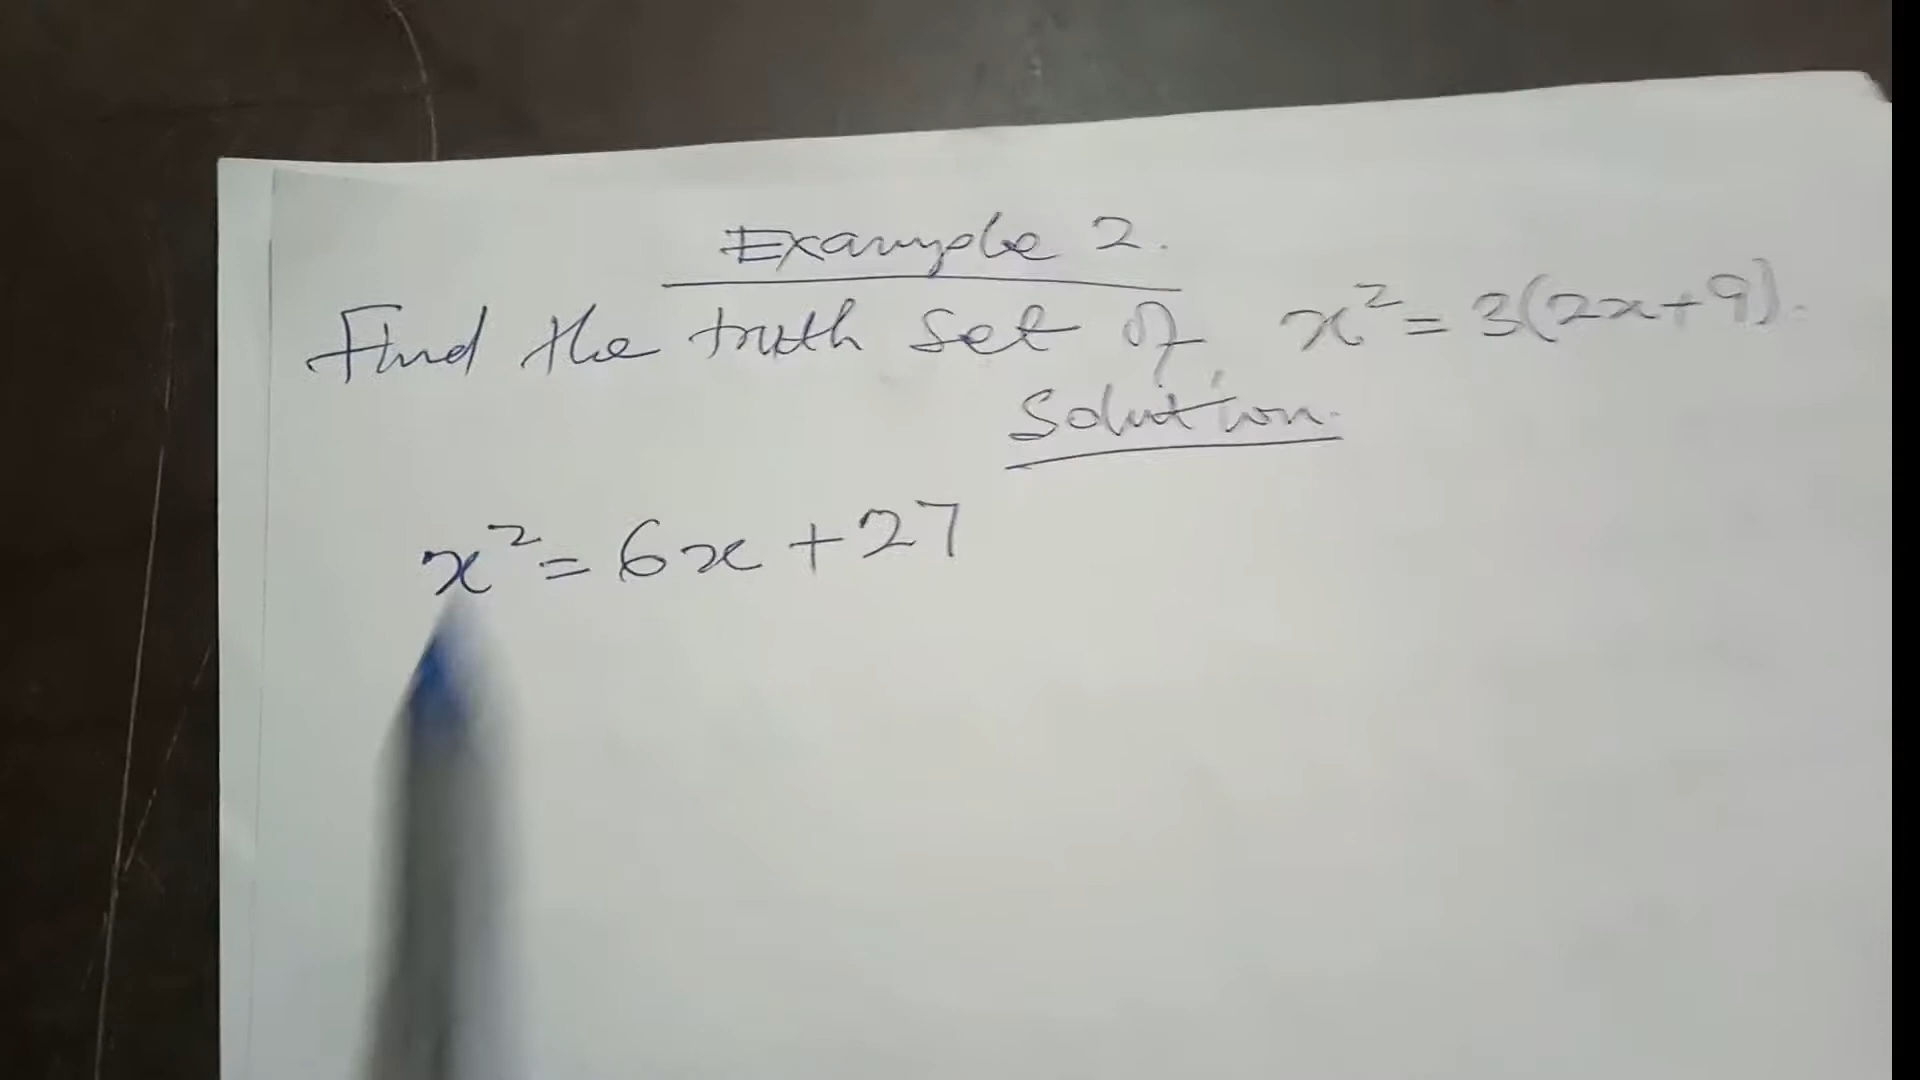 Example 2.
Find the truth set of, x² = 3(2x+9).
Solution.
x² = 6x + 27